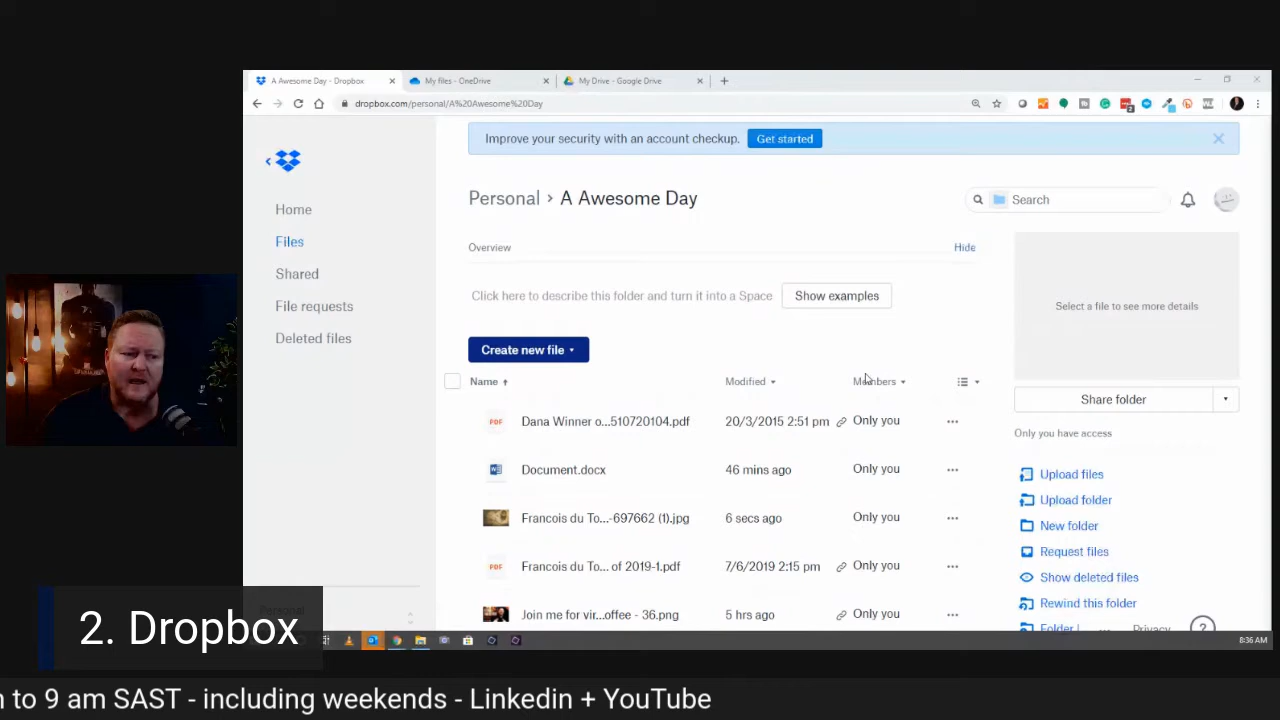 A Awesome Day - Dropbox
My files - OneDrive
My Drive - Google Drive
dropbox.com/personal/A%20Awesome%20Day
Improve your security with an account checkup.
Get started
Personal › A Awesome Day
Search
Home
Files
Shared
File requests
Deleted files
Overview
Hide
Click here to describe this folder and turn it into a Space
Show examples
Select a file to see more details
Create new file
Name
Modified
Members
Share folder
Only you have access
Dana Winner o...510720104.pdf 20/3/2015 2:51 pm Only you
Document.docx 46 mins ago Only you
Francois du To...-697662 (1).jpg 6 secs ago Only you
Francois du To... of 2019-1.pdf 7/6/2019 2:15 pm Only you
Join me for vir...offee - 36.png 5 hrs ago Only you
Upload files
Upload folder
New folder
Request files
Show deleted files
Rewind this folder
Privacy
Personal
8:36 AM
2. Dropbox
to 9 am SAST - including weekends - Linkedin + YouTube